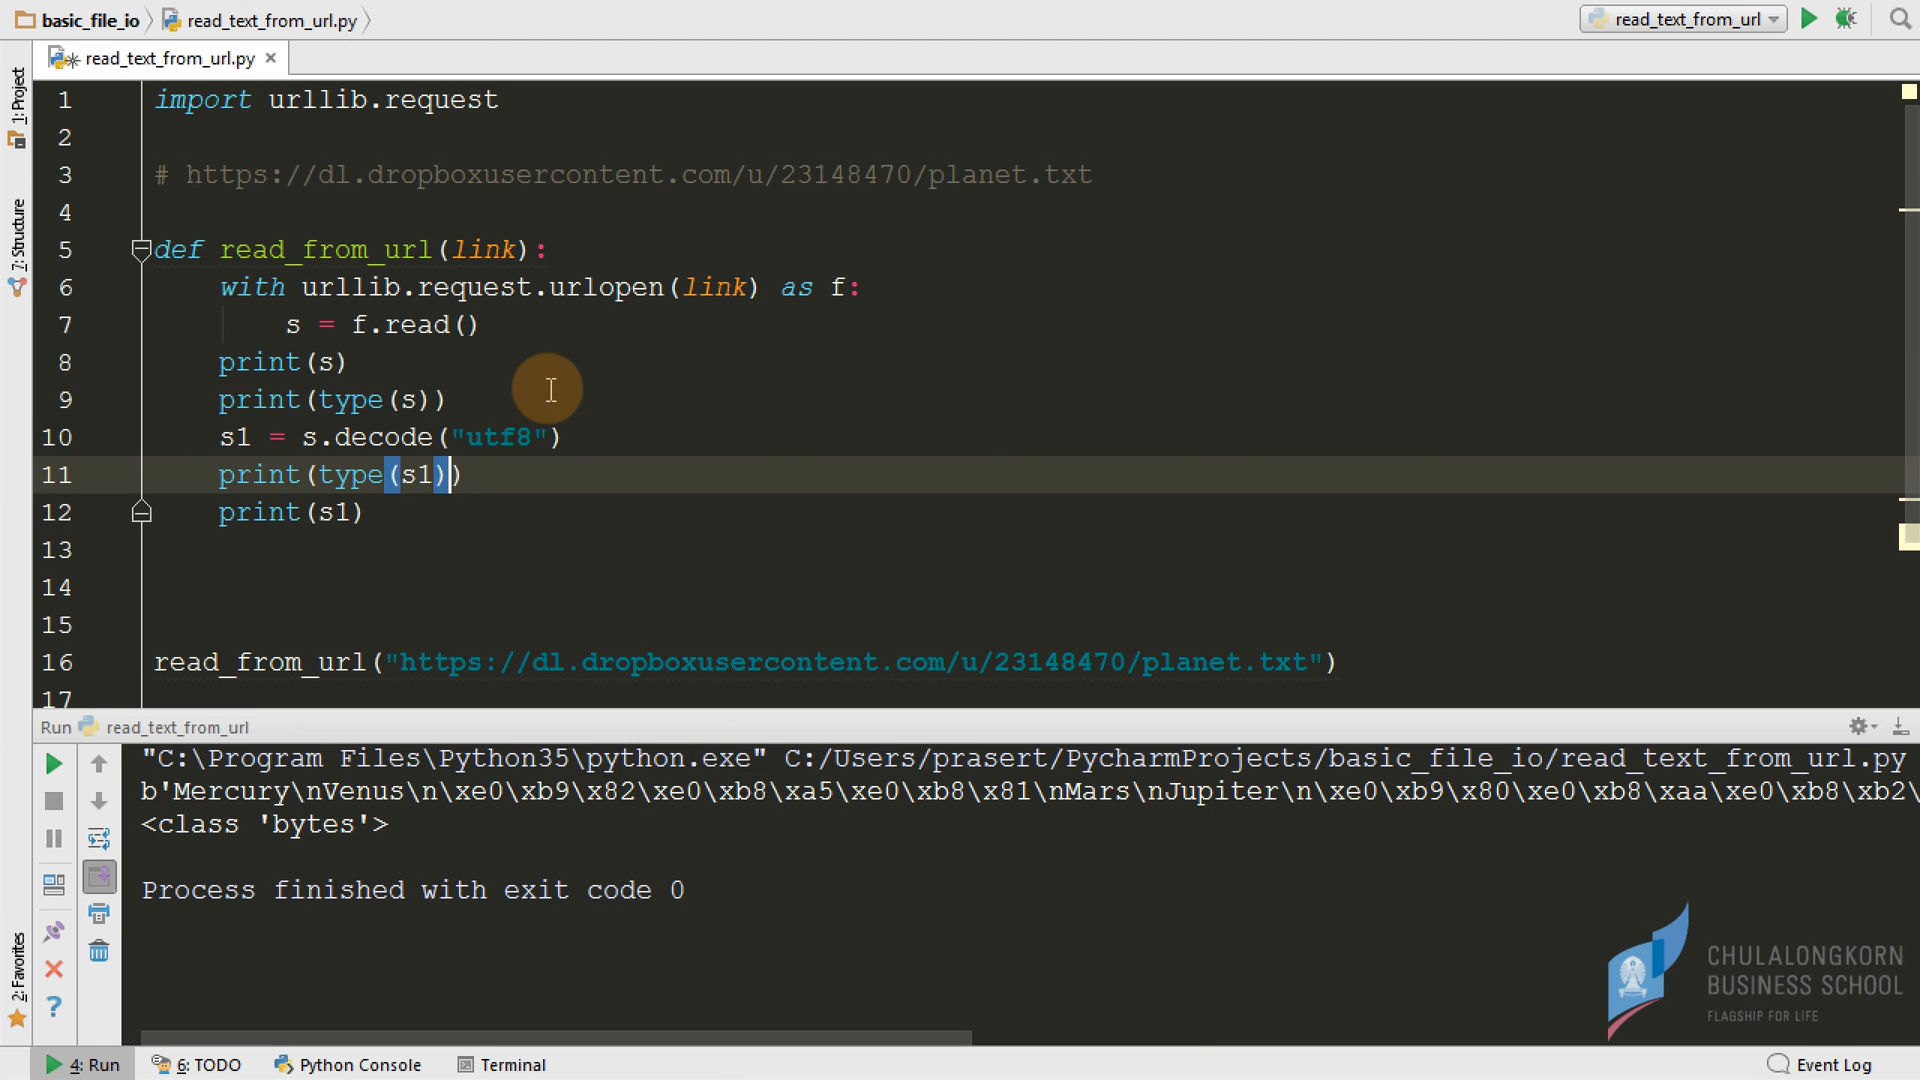 basic_file_io read_text_from_url.py read_text_from_url
read_text_from_url.py
1: Project
7: Structure
2: Favorites
1 import urllib.request
2
3 # https://dl.dropboxusercontent.com/u/23148470/planet.txt
4
5 def read_from_url(link):
6 with urllib.request.urlopen(link) as f:
7 s = f.read()
8 print(s)
9 print(type(s))
10 s1 = s.decode("utf8")
11 print(type(s1))
12 print(s1)
13
14
15
16 read_from_url("https://dl.dropboxusercontent.com/u/23148470/planet.txt")
17
Run read_text_from_url
"C:\Program Files\Python35\python.exe" C:/Users/prasert/PycharmProjects/basic_file_io/read_text_from_url.py
b'Mercury\nVenus\n\xe0\xb9\x82\xe0\xb8\xa5\xe0\xb8\x81\nMars\nJupiter\n\xe0\xb9\x80\xe0\xb8\xaa\xe0\xb8\xb2\
<class 'bytes'>
Process finished with exit code 0
CHULALONGKORN
BUSINESS SCHOOL
FLAGSHIP FOR LIFE
4: Run 6: TODO Python Console Terminal Event Log